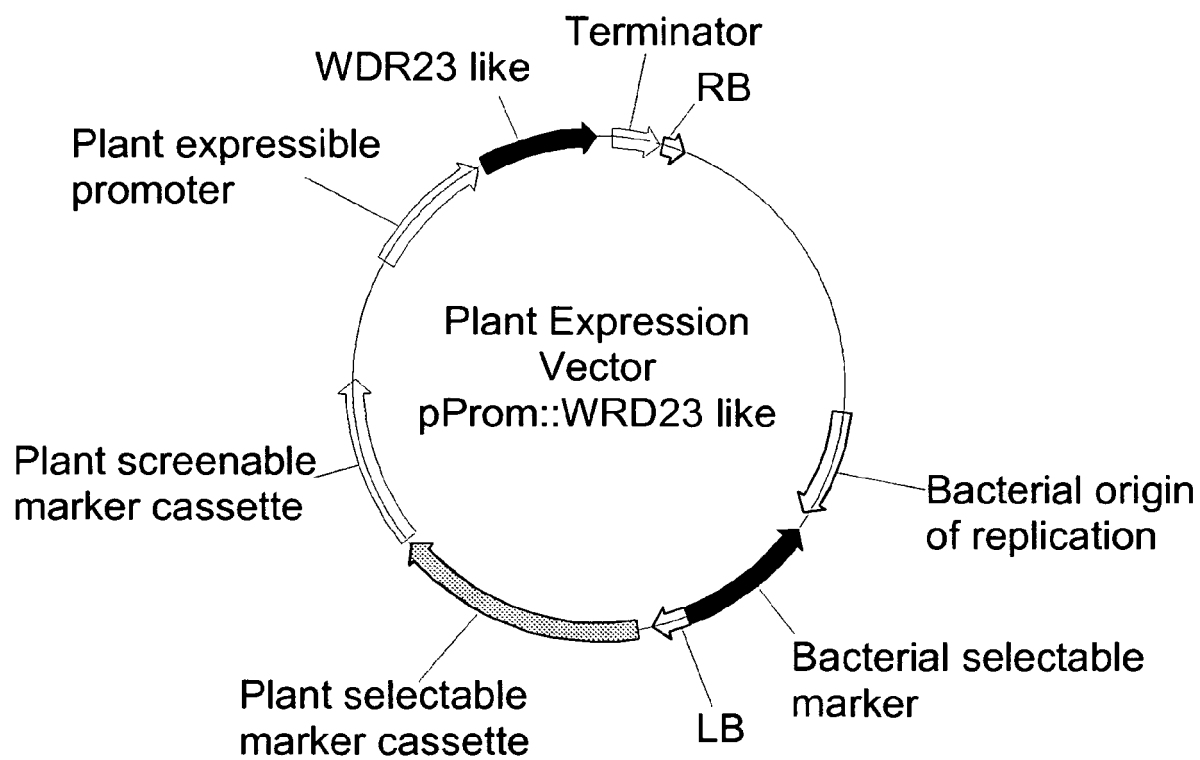 Terminator
WDR23 like
RB
Plant expressible
promoter
Plant Expression
Vector
pProm::WRD23 like
Plant screenable
marker cassette
Bacterial origin
of replication
Bacterial selectable
marker
Plant selectable
marker cassette
LB